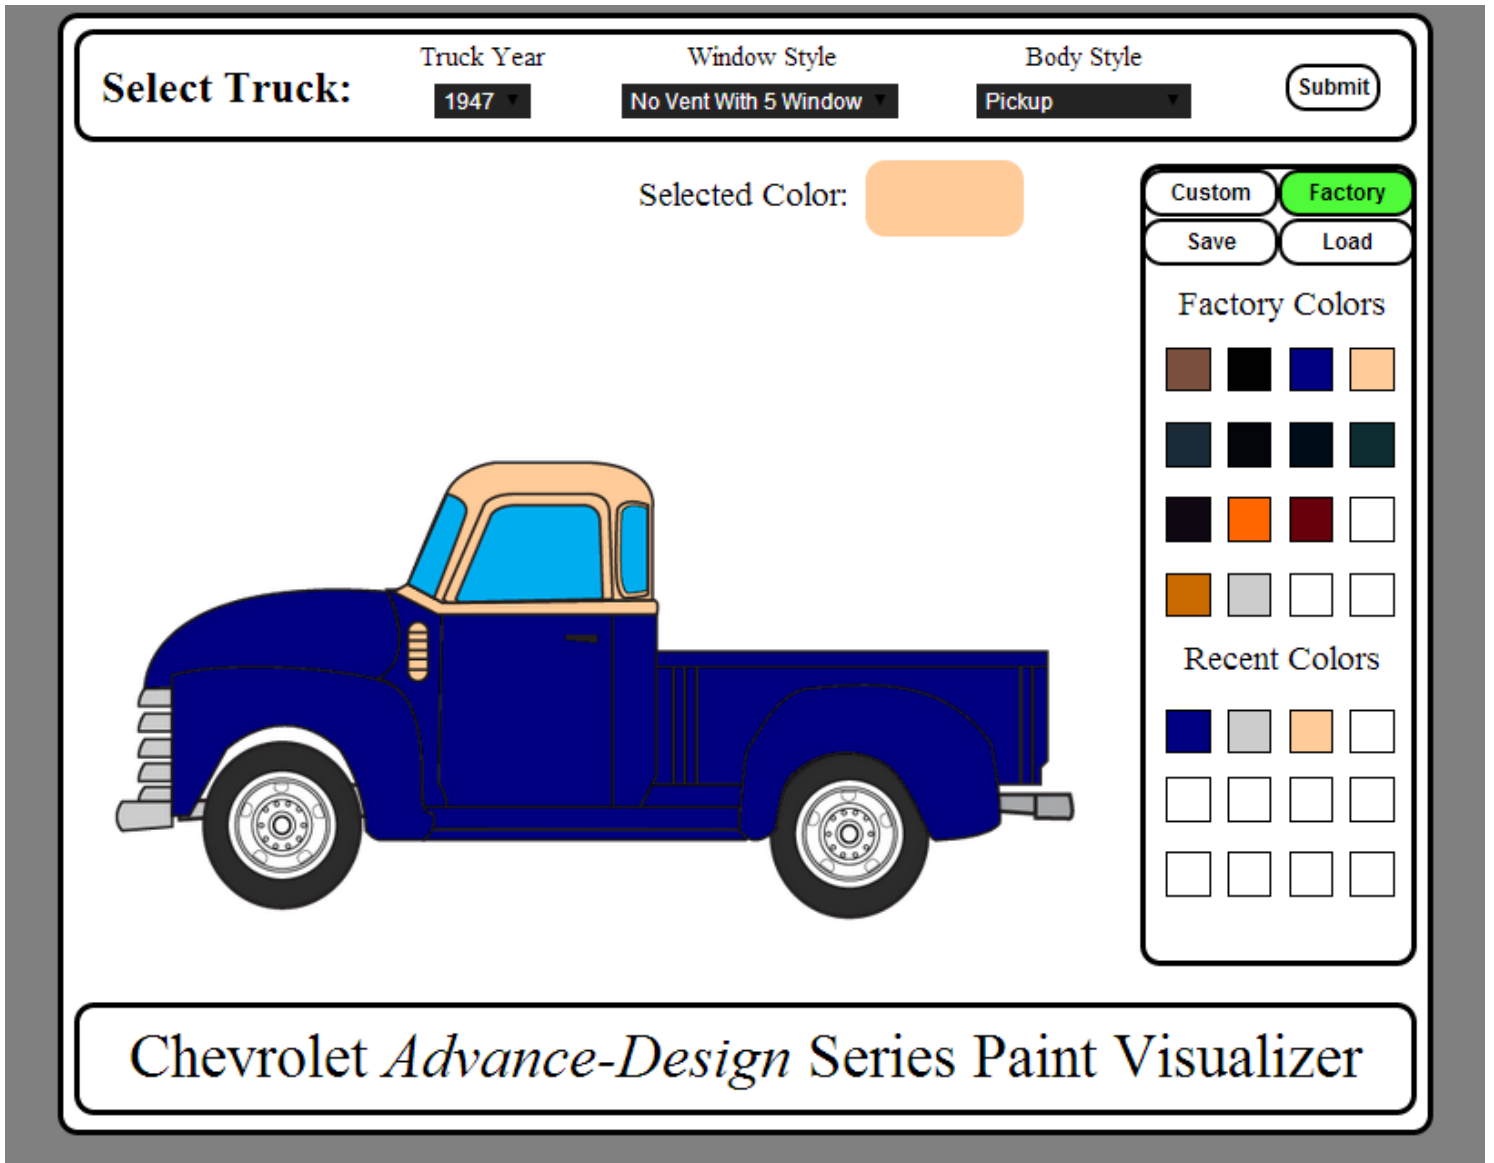 Select Truck:
Truck Year
1947
Window Style
No Vent With 5 Window
Body Style
Pickup
Submit
Selected Color:
Custom
Factory
Save
Load
Factory Colors
Recent Colors
Chevrolet Advance-Design Series Paint Visualizer